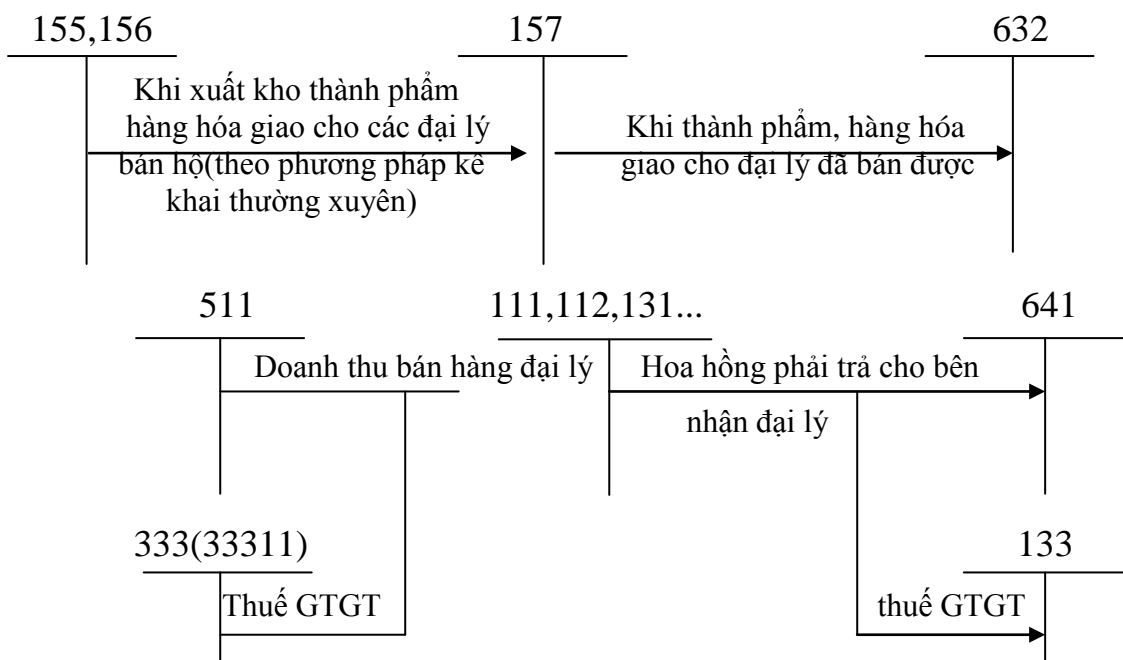 155,156
157
632
Khi xuất kho thành phẩm
hàng hóa giao cho các đại lý
bán hộ(theo phương pháp kê
khai thường xuyên)
Khi thành phẩm, hàng hóa
giao cho đại lý đã bán được
511
111,112,131...
641
Doanh thu bán hàng đại lý
Hoa hồng phải trả cho bên
nhận đại lý
333(33311)
133
Thuế GTGT
thuế GTGT